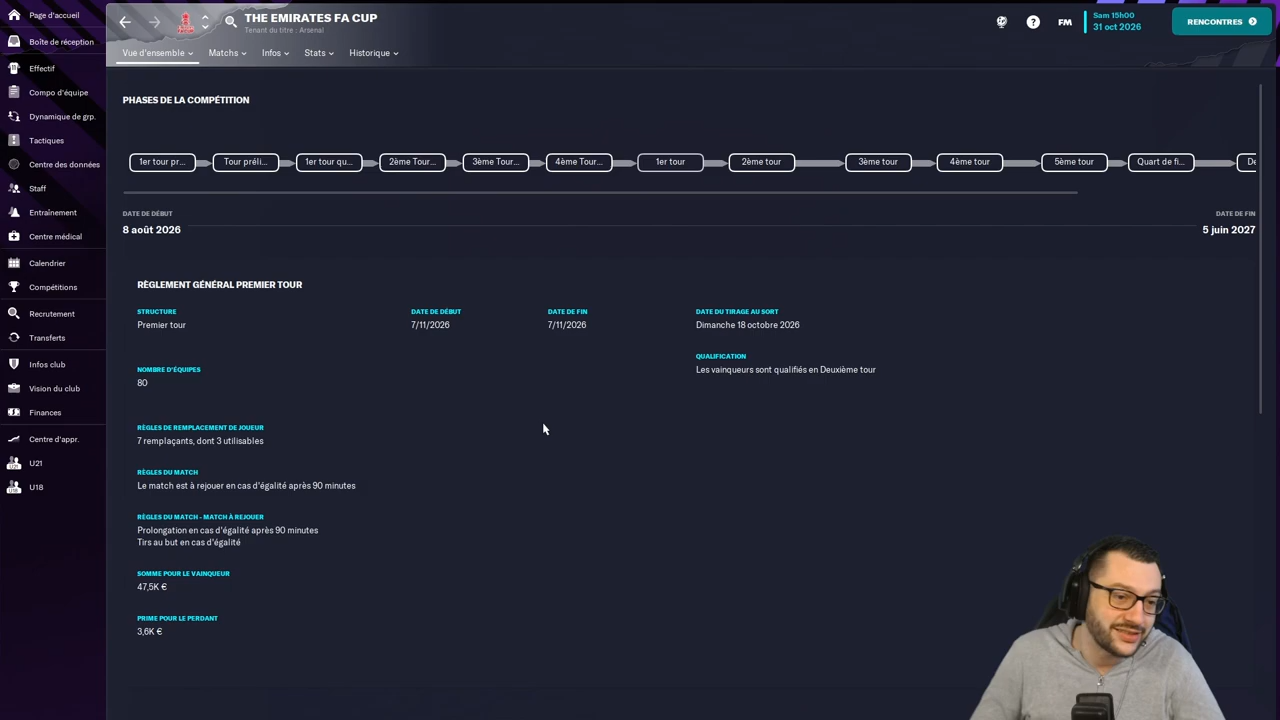 Page d'accueil
Boîte de réception
Effectif
Compo d'équipe
Dynamique de grp.
Tactiques
Centre des données
Staff
Entraînement
Centre médical
Calendrier
Compétitions
Recrutement
Transferts
Infos club
Vision du club
Finances
Centre d'appr.
U21
U18
THE EMIRATES FA CUP
Tenant du titre : Arsenal
FM
Sam 15h00
31 oct 2026
RENCONTRES
Vue d'ensemble
Matchs
Infos
Stats
Historique
PHASES DE LA COMPÉTITION
1er tour pr...
Tour préli...
1er tour qu...
2ème Tour...
3ème Tour...
4ème Tour...
1er tour
2ème tour
3ème tour
4ème tour
5ème tour
Quart de fi...
De
DATE DE DÉBUT
8 août 2026
DATE DE FIN
5 juin 2027
RÈGLEMENT GÉNÉRAL PREMIER TOUR
STRUCTURE
Premier tour
DATE DE DÉBUT
7/11/2026
DATE DE FIN
7/11/2026
DATE DU TIRAGE AU SORT
Dimanche 18 octobre 2026
QUALIFICATION
Les vainqueurs sont qualifiés en Deuxième tour
NOMBRE D'ÉQUIPES
80
RÈGLES DE REMPLACEMENT DE JOUEUR
7 remplaçants, dont 3 utilisables
RÈGLES DU MATCH
Le match est à rejouer en cas d'égalité après 90 minutes
RÈGLES DU MATCH - MATCH À REJOUER
Prolongation en cas d'égalité après 90 minutes
Tirs au but en cas d'égalité
SOMME POUR LE VAINQUEUR
47,5K €
PRIME POUR LE PERDANT
3,6K €